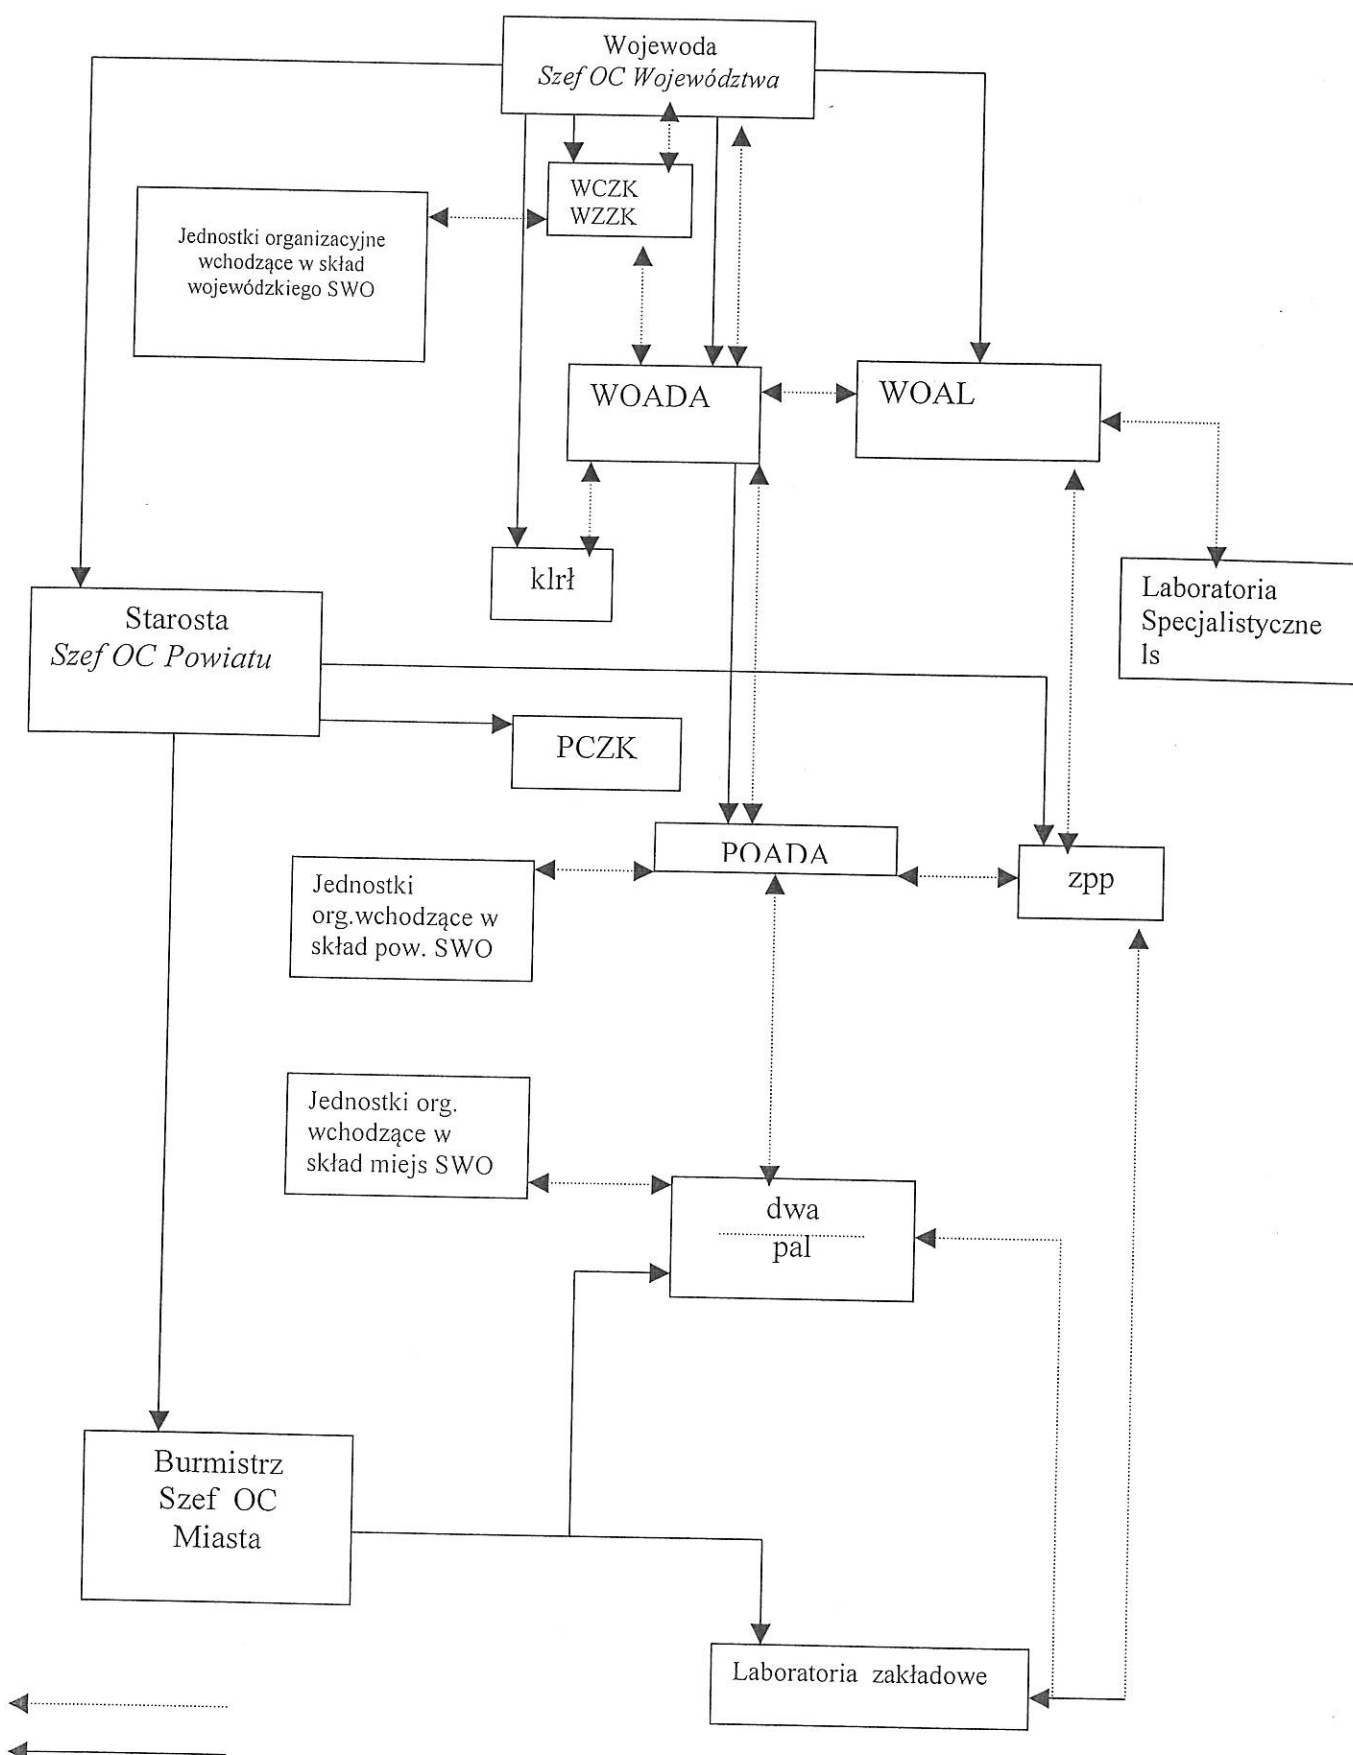 Wojewoda
Szef OC Województwa
WCZK
WZZK
Jednostki organizacyjne
wchodzące w skład
wojewódzkiego SWO
WOADA
WOAL
klrł
Laboratoria
Specjalistyczne
ls
Starosta
Szef OC Powiatu
PCZK
POADA
zpp
Jednostki
org.wchodzące w
skład pow. SWO
Jednostki org.
wchodzące w
skład miejs SWO
dwa
pal
Burmistrz
Szef OC
Miasta
Laboratoria zakładowe